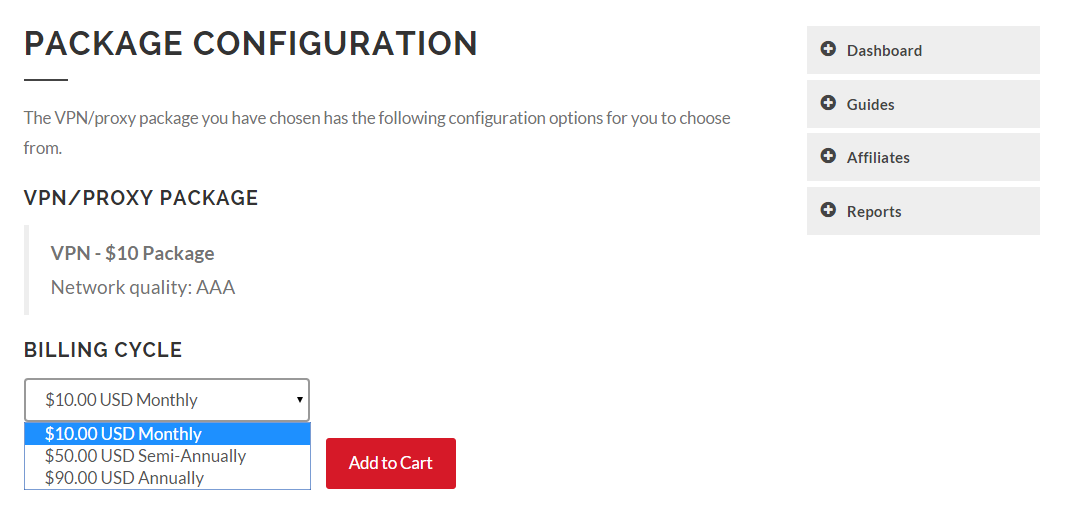 PACKAGE CONFIGURATION
The VPN/proxy package you have chosen has the following configuration options for you to choose
from.
VPN/PROXY PACKAGE
VPN - $10 Package
Network quality: AAA
BILLING CYCLE
$10.00 USD Monthly
$10.00 USD Monthly
$50.00 USD Semi-Annually
$90.00 USD Annually
Add to Cart
Dashboard
Guides
Affiliates
Reports